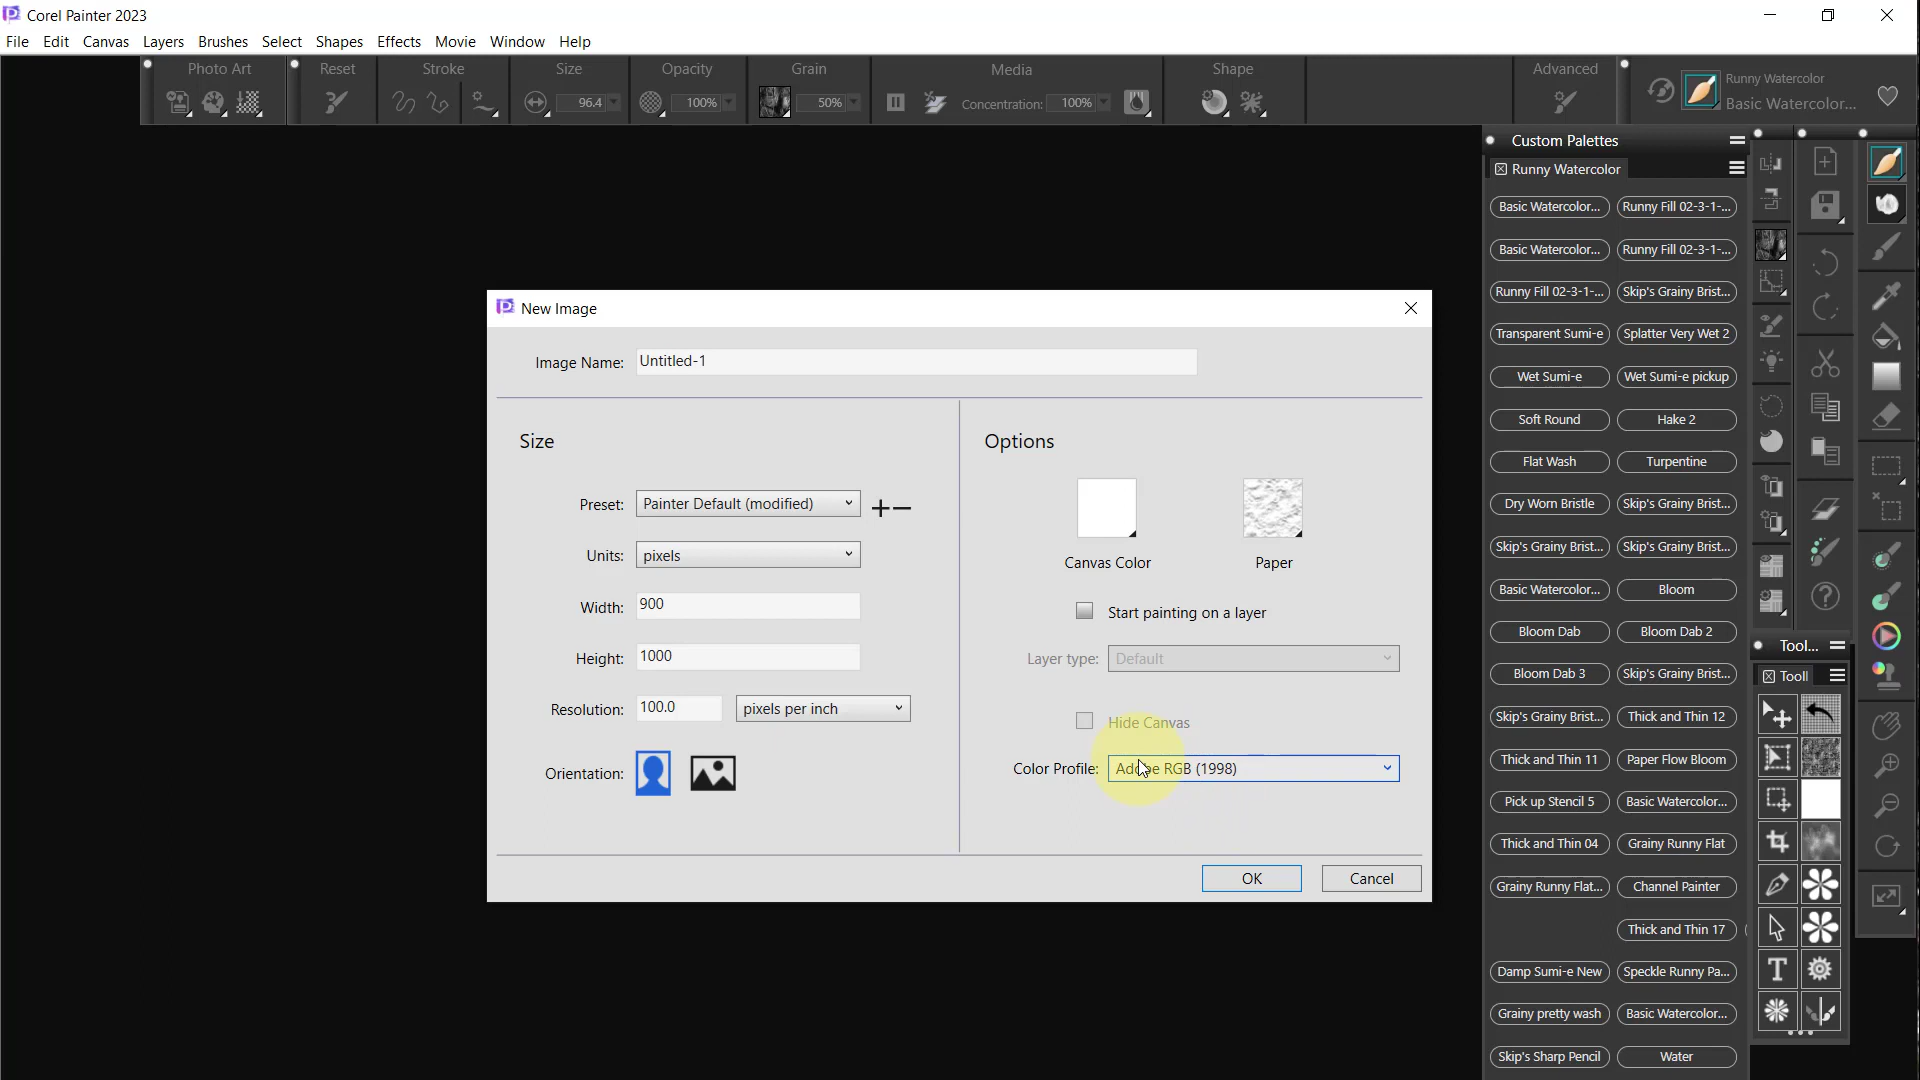 Corel Painter 2023
File Edit Canvas Layers Brushes Select Shapes Effects Movie Window Help
Photo Art Reset Stroke Size Opacity Grain Media Shape Advanced
96.4 100% 50% Concentration: 100%
Runny Watercolor
Basic Watercolor...
Custom Palettes
Runny Watercolor
Basic Watercolor... Runny Fill 02-3-1-...
Basic Watercolor... Runny Fill 02-3-1-...
Runny Fill 02-3-1-... Skip's Grainy Brist...
Transparent Sumi-e Splatter Very Wet 2
Wet Sumi-e Wet Sumi-e pickup
Soft Round Hake 2
Flat Wash Turpentine
Dry Worn Bristle Skip's Grainy Brist...
Skip's Grainy Brist... Skip's Grainy Brist...
Basic Watercolor... Bloom
Bloom Dab Bloom Dab 2
Bloom Dab 3 Skip's Grainy Brist...
Skip's Grainy Brist... Thick and Thin 12
Thick and Thin 11 Paper Flow Bloom
Pick up Stencil 5 Basic Watercolor...
Thick and Thin 04 Grainy Runny Flat
Grainy Runny Flat... Channel Painter
Thick and Thin 17
Damp Sumi-e New Speckle Runny Pa...
Grainy pretty wash Basic Watercolor...
Skip's Sharp Pencil Water
Tool...
Tooll
New Image
Image Name: Untitled-1
Size
Preset: Painter Default (modified)
Units: pixels
Width: 900
Height: 1000
Resolution: 100.0 pixels per inch
Orientation:
Options
Canvas Color Paper
Start painting on a layer
Layer type: Default
Hide Canvas
Color Profile: Adobe RGB (1998)
OK Cancel